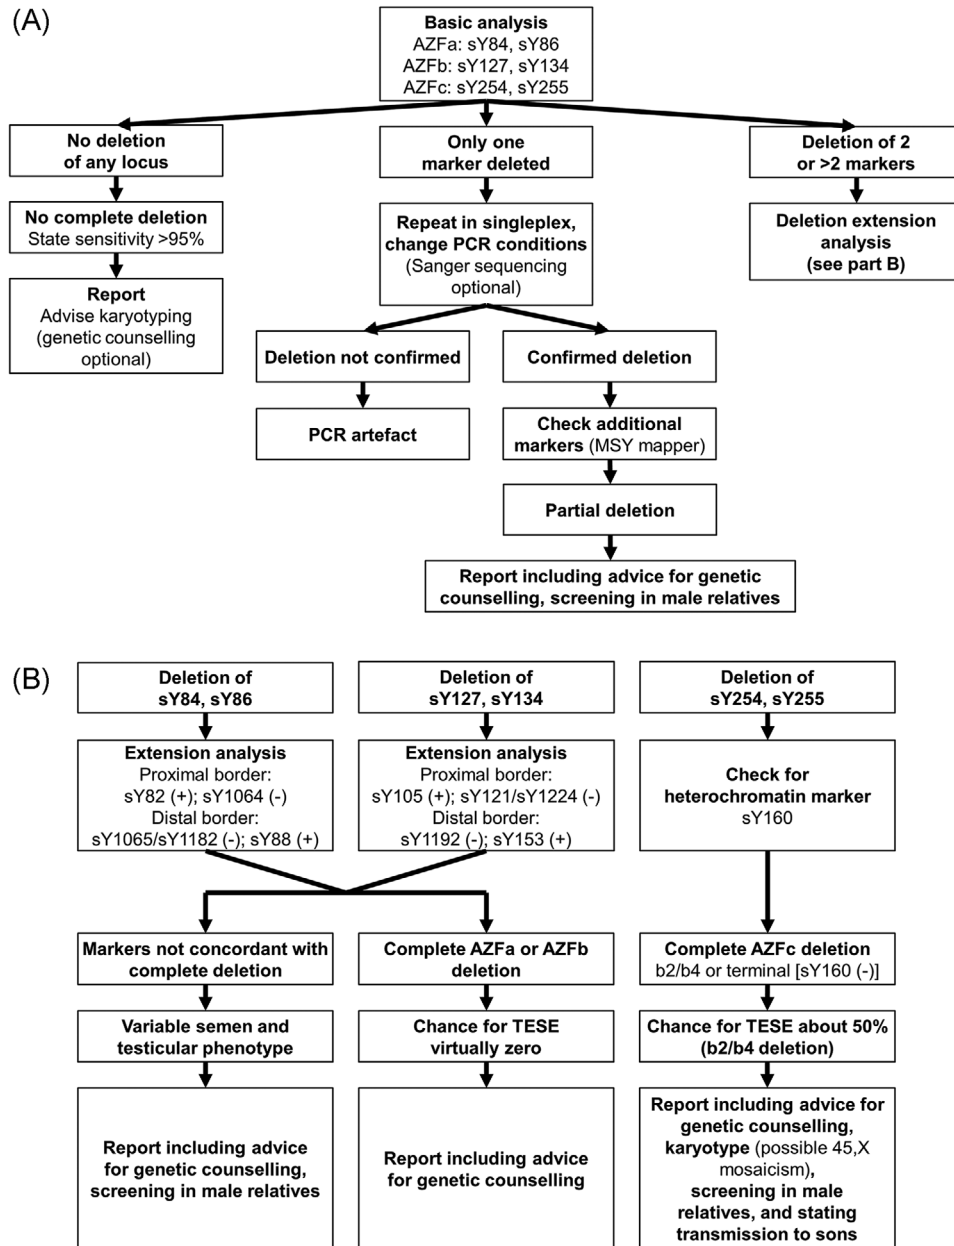 (A)
Basic analysis
AZFa: sY84, sY86
AZFb: sY127, sY134
AZFc: sY254, sY255
No deletion
of any locus
Only one
marker deleted
Deletion of 2
or >2 markers
No complete deletion
State sensitivity >95%
Repeat in singleplex,
change PCR conditions
(Sanger sequencing
optional)
Deletion extension
analysis
(see part B)
Report
Advise karyotyping
(genetic counselling
optional)
Deletion not confirmed
Confirmed deletion
PCR artefact
Check additional
markers (MSY mapper)
Partial deletion
Report including advice for genetic
counselling, screening in male relatives
(B)
Deletion of
sY84, sY86
Deletion of
sY127, sY134
Deletion of
sY254, sY255
Extension analysis
Proximal border:
sY82 (+); sY1064 (-)
Distal border:
sY1065/sY1182 (-); sY88 (+)
Extension analysis
Proximal border:
sY105 (+); sY121/sY1224 (-)
Distal border:
sY1192 (-); sY153 (+)
Check for
heterochromatin marker
sY160
Markers not concordant with
complete deletion
Complete AZFa or AZFb
deletion
Complete AZFc deletion
b2/b4 or terminal [sY160 (-)]
Variable semen and
testicular phenotype
Chance for TESE
virtually zero
Chance for TESE about 50%
(b2/b4 deletion)
Report including advice
for genetic counselling,
screening in male relatives
Report including advice
for genetic counselling
Report including advice for
genetic counselling,
karyotype (possible 45,X
mosaicism),
screening in male
relatives, and stating
transmission to sons